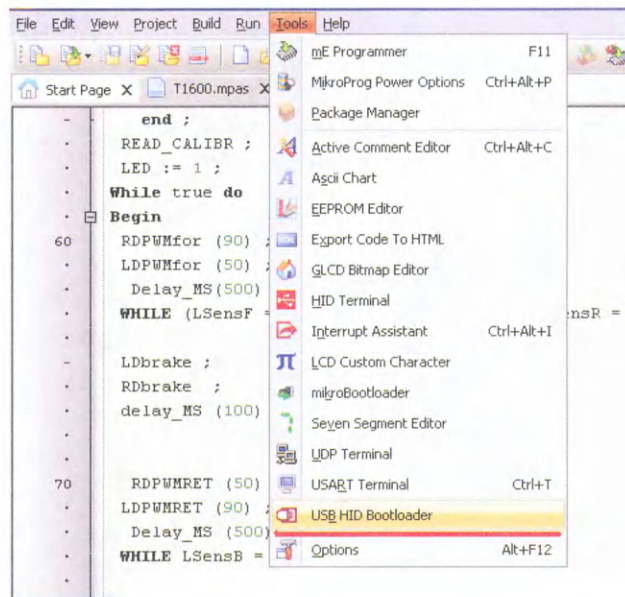 File Edit View Project Build Run Tools Help
Start Page X T1600.mpas X
mE Programmer F11
MikroProg Power Options Ctrl+Alt+P
Package Manager
Active Comment Editor Ctrl+Alt+C
Ascii Chart
EEPROM Editor
Export Code To HTML
GLCD Bitmap Editor
HID Terminal
Interrupt Assistant Ctrl+Alt+I
LCD Custom Character
mikroBootloader
Seven Segment Editor
UDP Terminal
USART Terminal Ctrl+T
USB HID Bootloader
Options Alt+F12
end ;
READ_CALIBR ;
LED := 1 ;
While true do
Begin
60 RDPWMfor (90) ;
LDPWMfor (50) ;
Delay_MS(500)
WHILE (LSensF = ensR =
LDbrake ;
RDbrake ;
delay_MS (100)
70 RDPWMRET (50)
LDPWMRET (90) ;
Delay_MS (500)
WHILE LSensB =